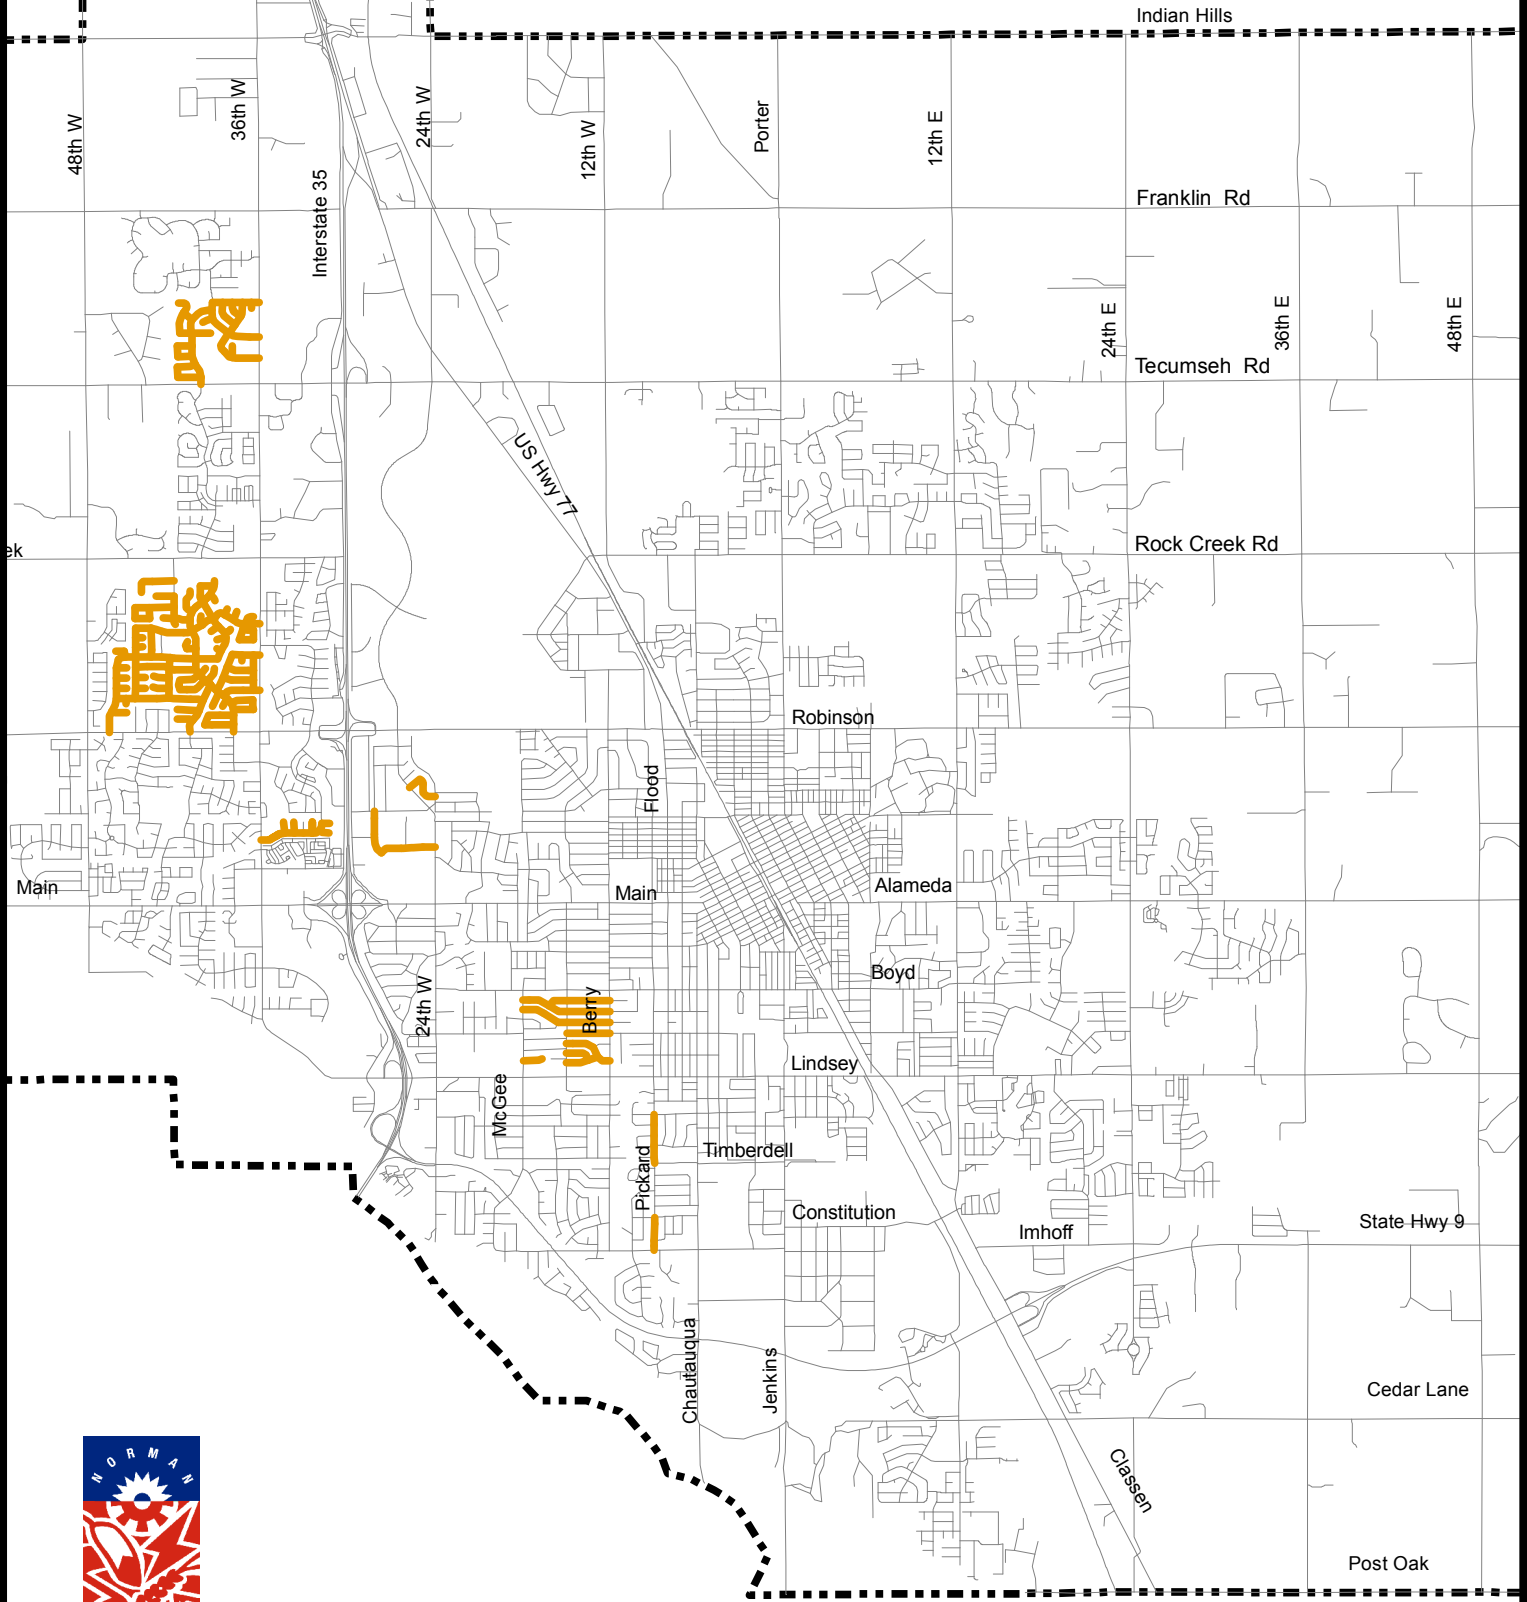 Indian Hills
48th W
36th W
24th W
12th W
Porter
12th E
Interstate 35
Franklin Rd
24th E
36th E
48th E
Tecumseh Rd
US Hwy 77
ek
Rock Creek Rd
Robinson
Flood
Main
Main
Alameda
Boyd
24th W
Berry
Lindsey
McGee
Timberdell
Pickard
Constitution
Imhoff
State Hwy 9
Chautauqua
Jenkins
Cedar Lane
Classen
NORMAN
Post Oak